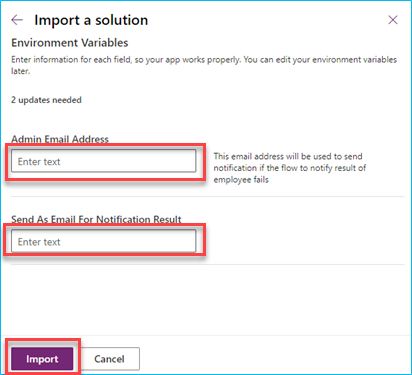 Import a solution
Environment Variables
Enter information for each field, so your app works properly. You can edit your environment variables
later.
2 updates needed
Admin Email Address
Enter text
This email address will be used to send
notification if the flow to notify result of
employee fails
Send As Email For Notification Result
Enter text
Import
Cancel